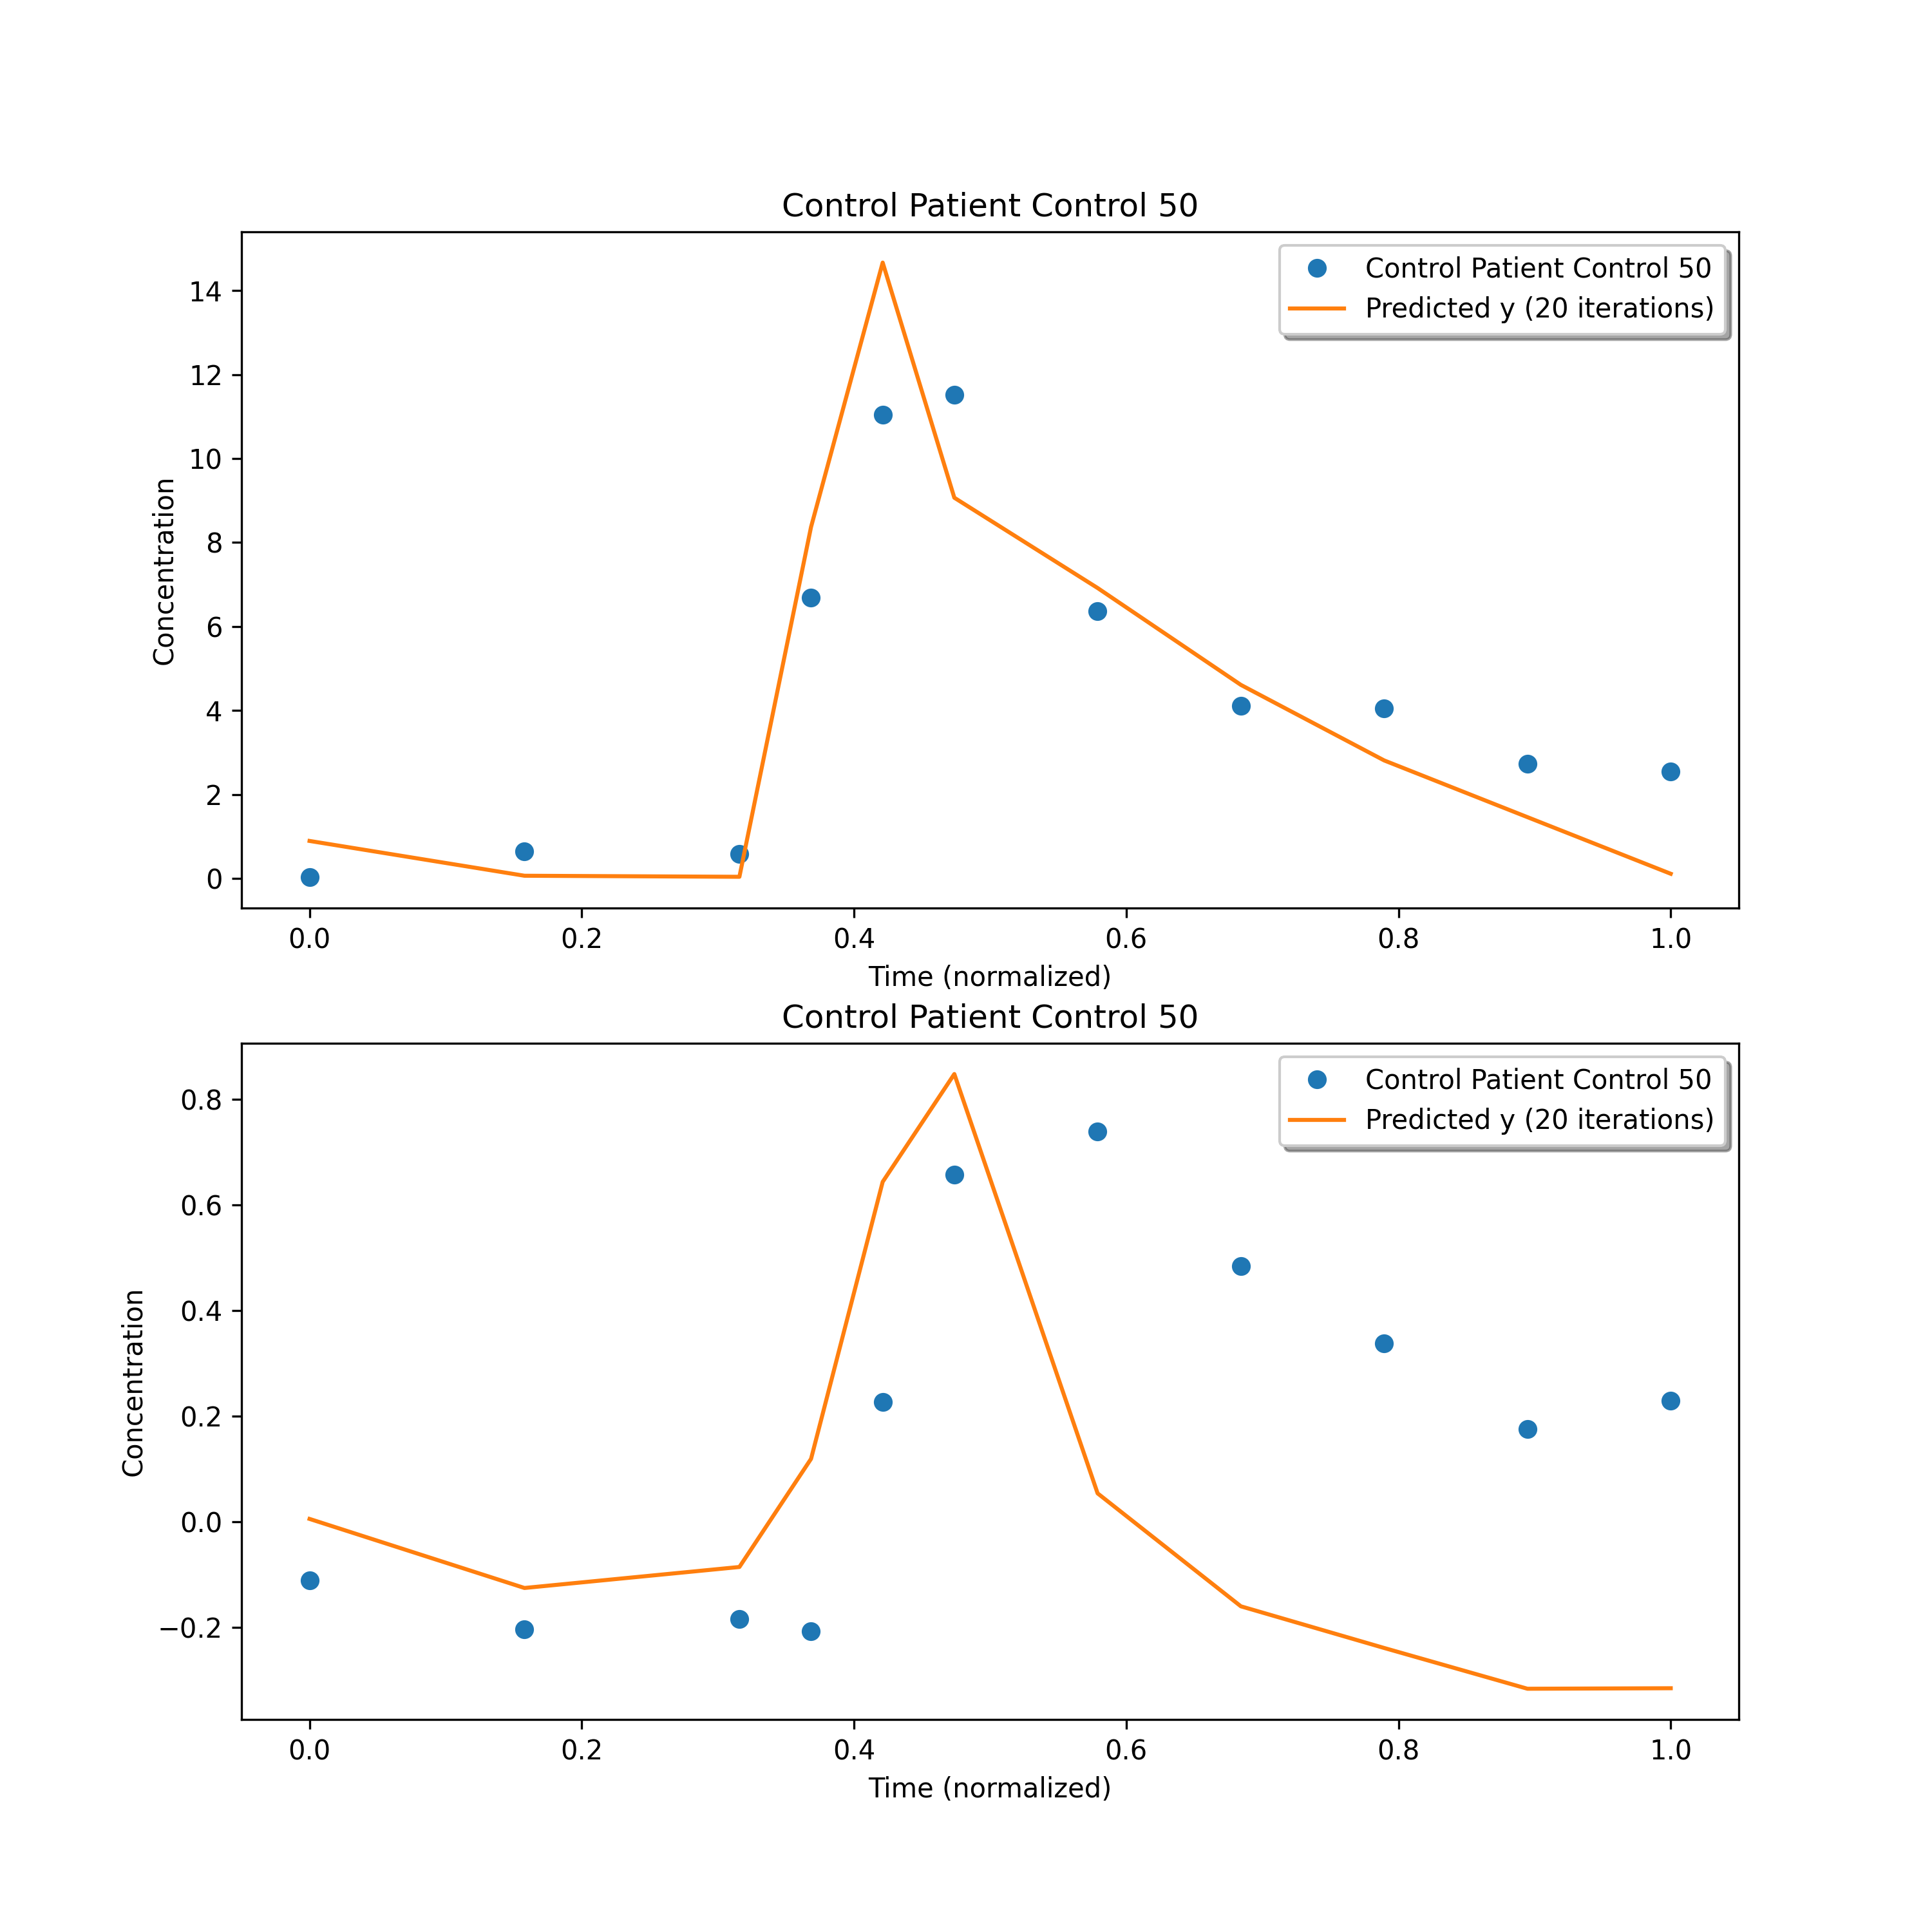 Control Patient Control 50
Control Patient Control 50
Predicted y (20 iterations)
14
12
10
8
6
4
2
0
Concentration
0.0 0.2 0.4 0.6 0.8 1.0
Time (normalized)
Control Patient Control 50
Control Patient Control 50
Predicted y (20 iterations)
0.8
0.6
0.4
0.2
0.0
−0.2
Concentration
0.0 0.2 0.4 0.6 0.8 1.0
Time (normalized)